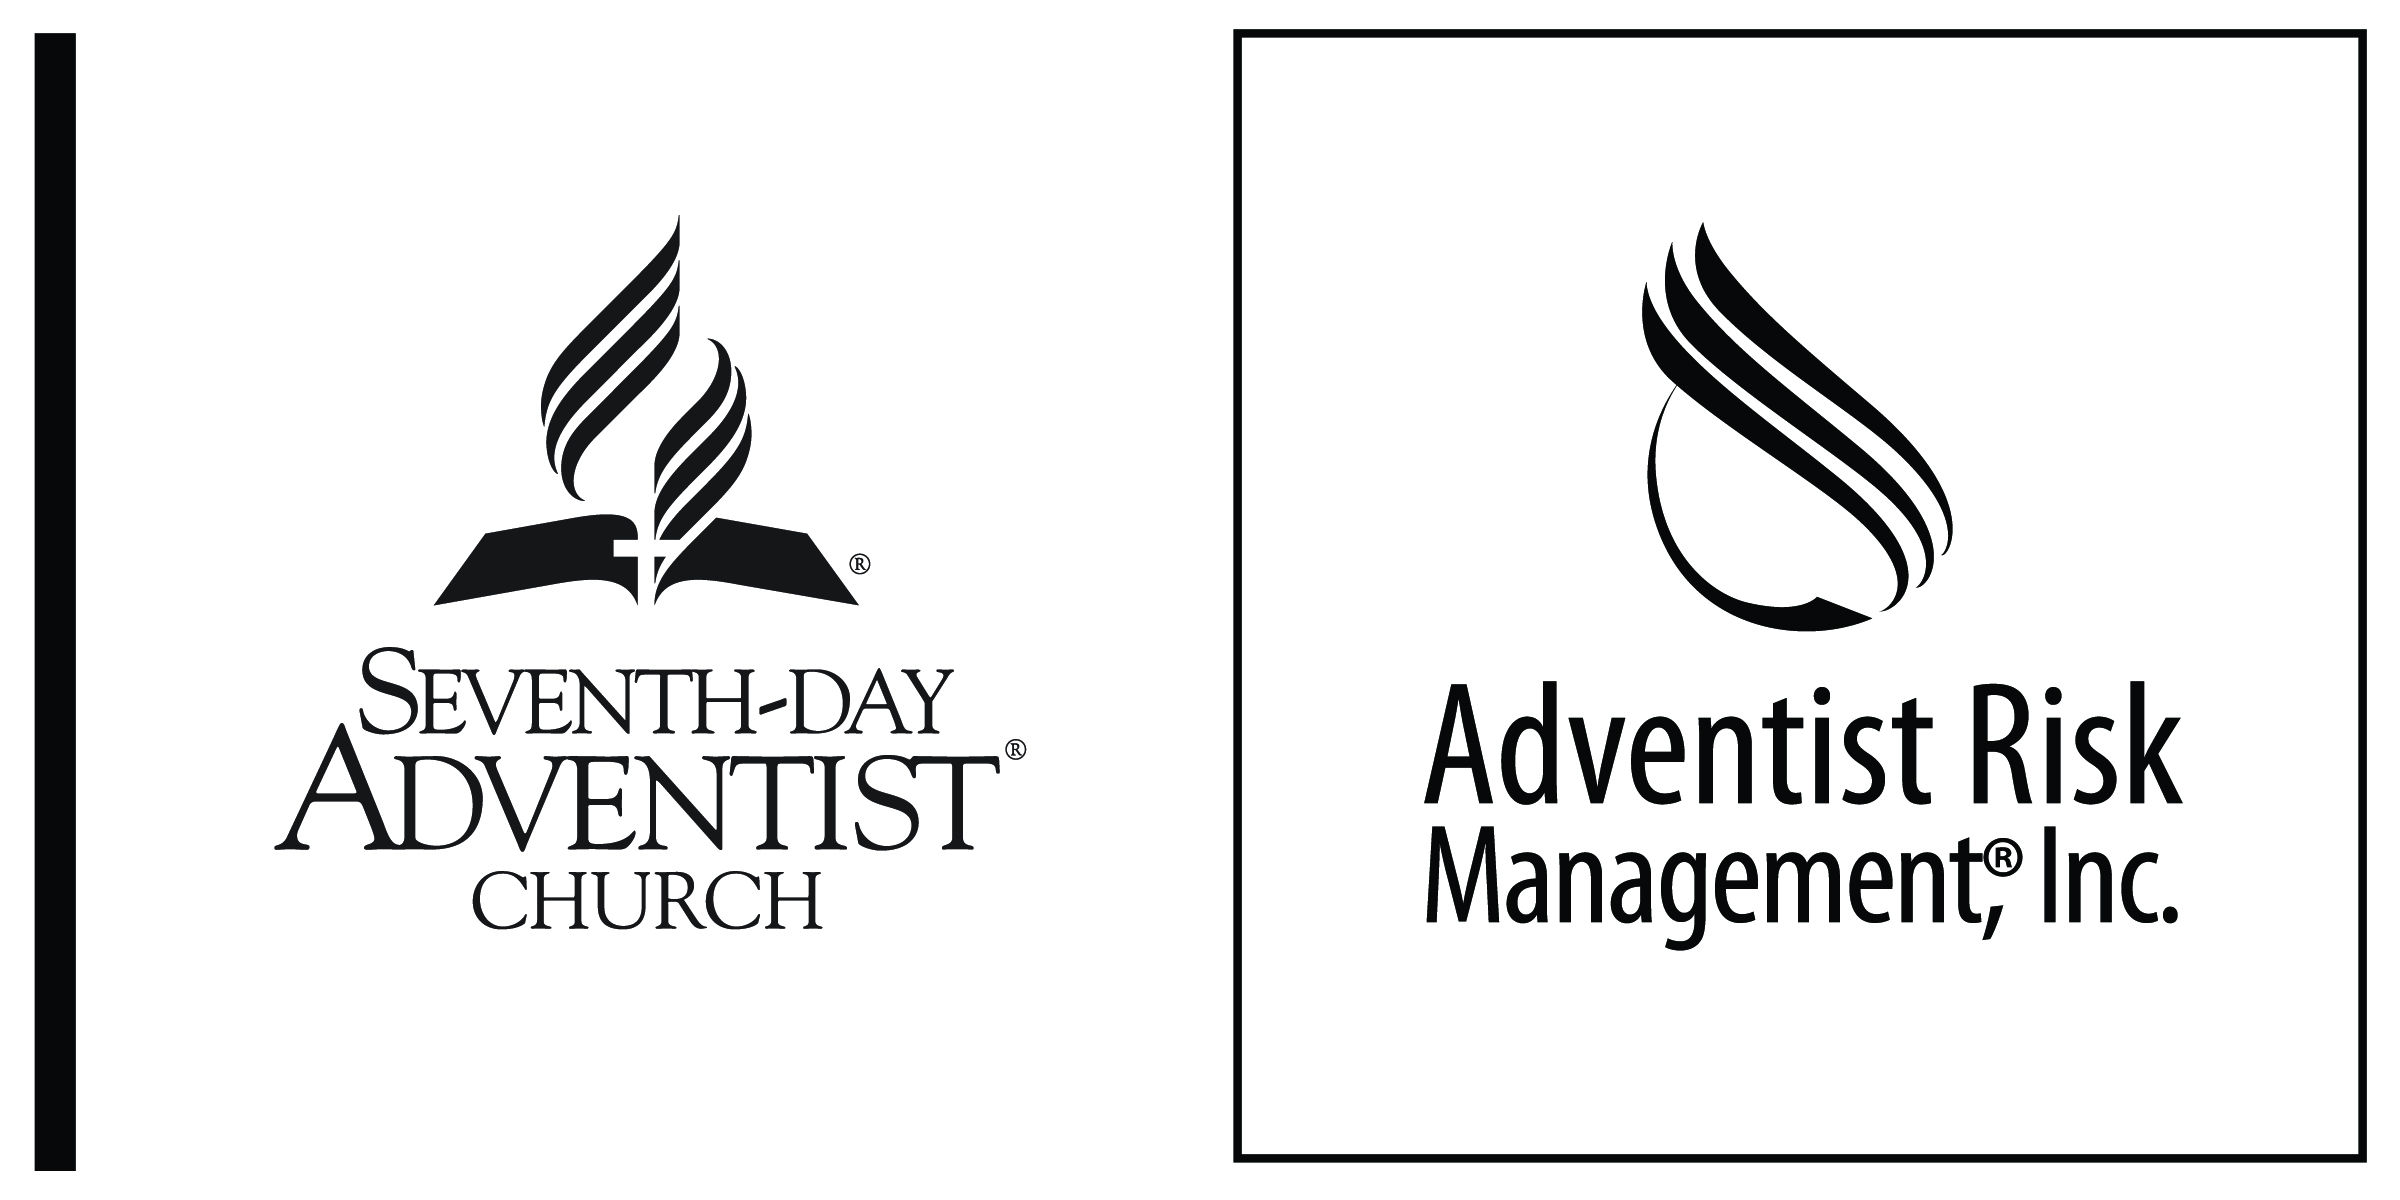 ®
SEVENTH-DAY
ADVENTIST®
CHURCH
Adventist Risk
Management,® Inc.